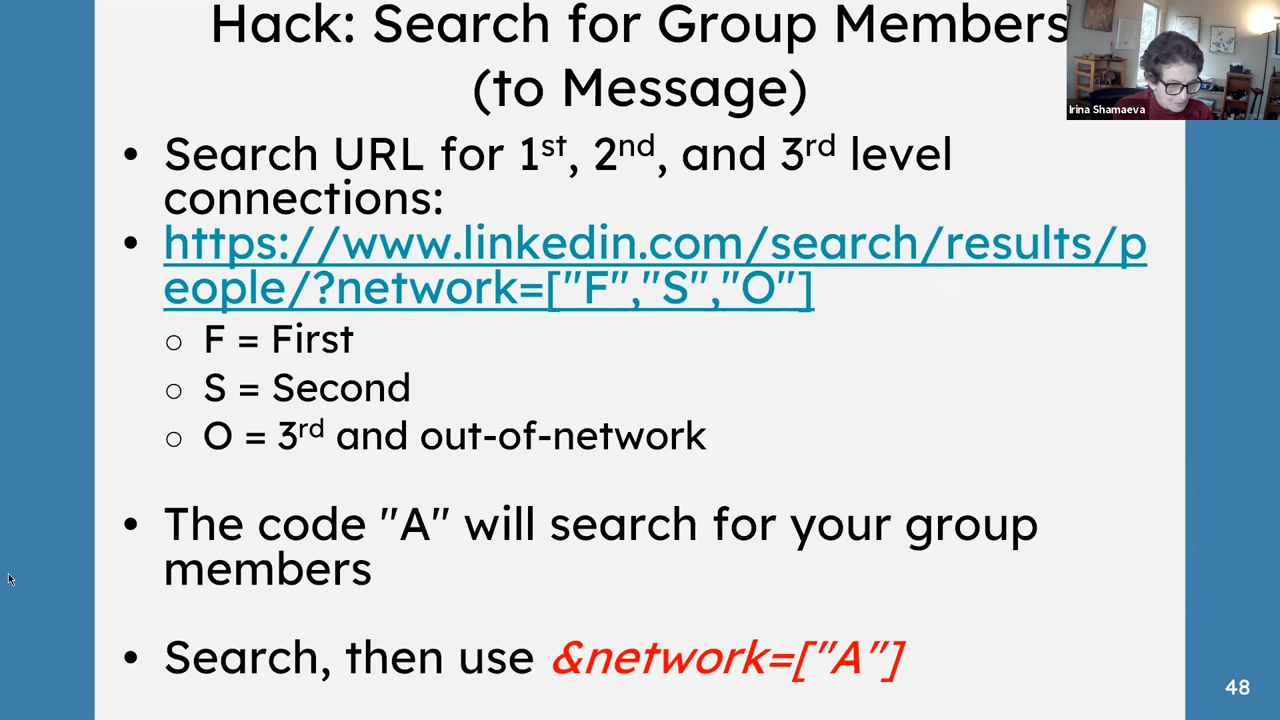 Hack: Search for Group Members
(to Message)
Irina Shamaeva
• Search URL for 1st, 2nd, and 3rd level
connections:
• https://www.linkedin.com/search/results/p
eople/?network=["F","S","O"]
○ F = First
○ S = Second
○ O = 3rd and out-of-network
• The code "A" will search for your group
members
• Search, then use &network=["A"]
48